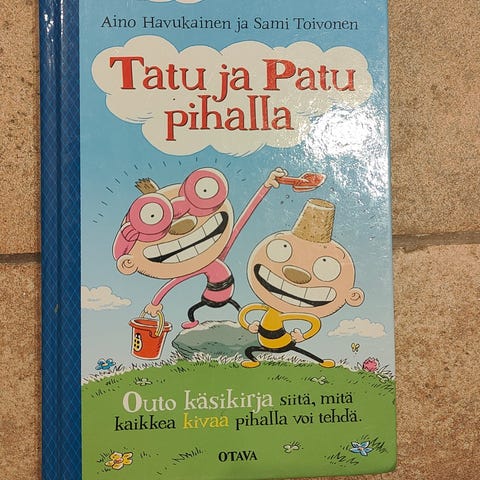 Aino Havukainen ja Sami Toivonen
Tatu ja Patu
pihalla
Outo käsikirja siitä, mitä
kaikkea kivaa pihalla voi tehdä.
OTAVA